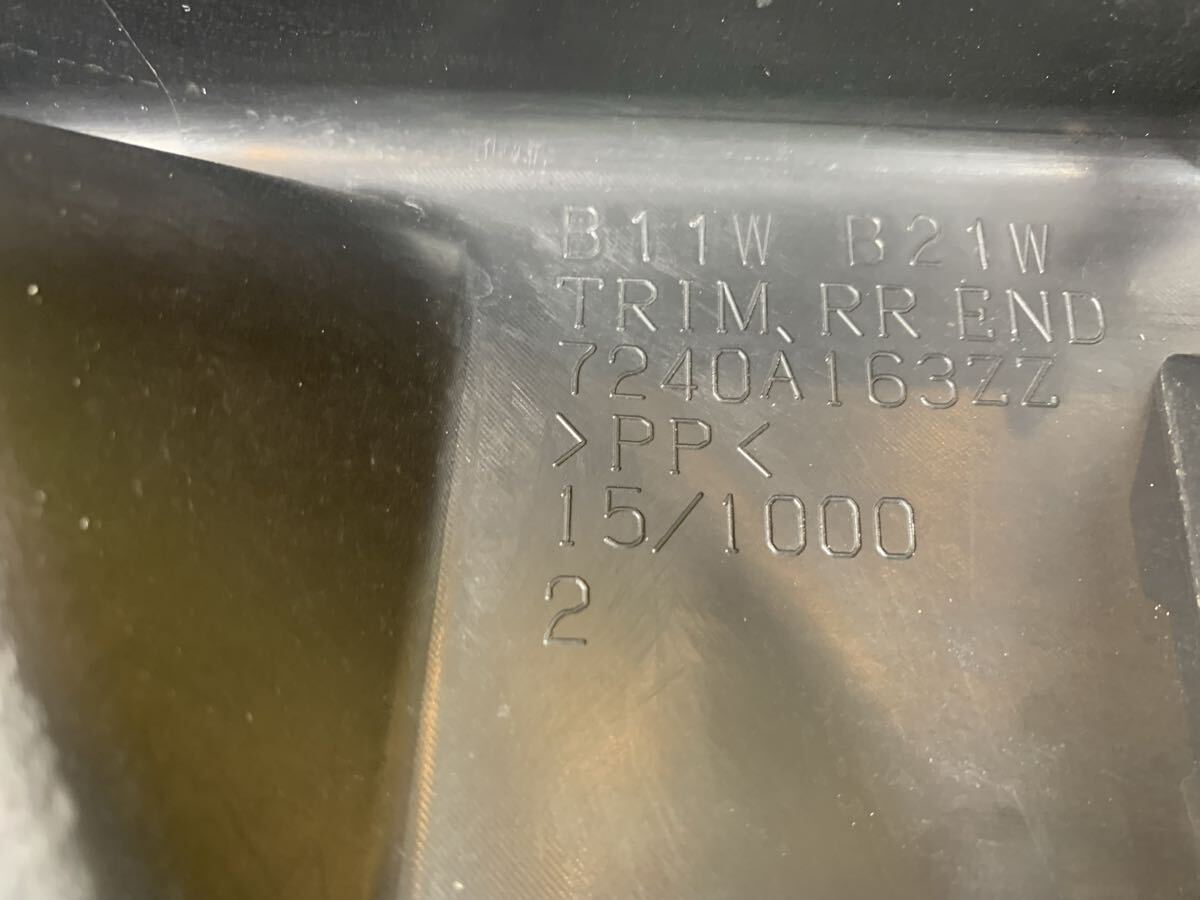 B11W B21W
TRIM, RR END
7240A163ZZ
>PP<
15/1000
2